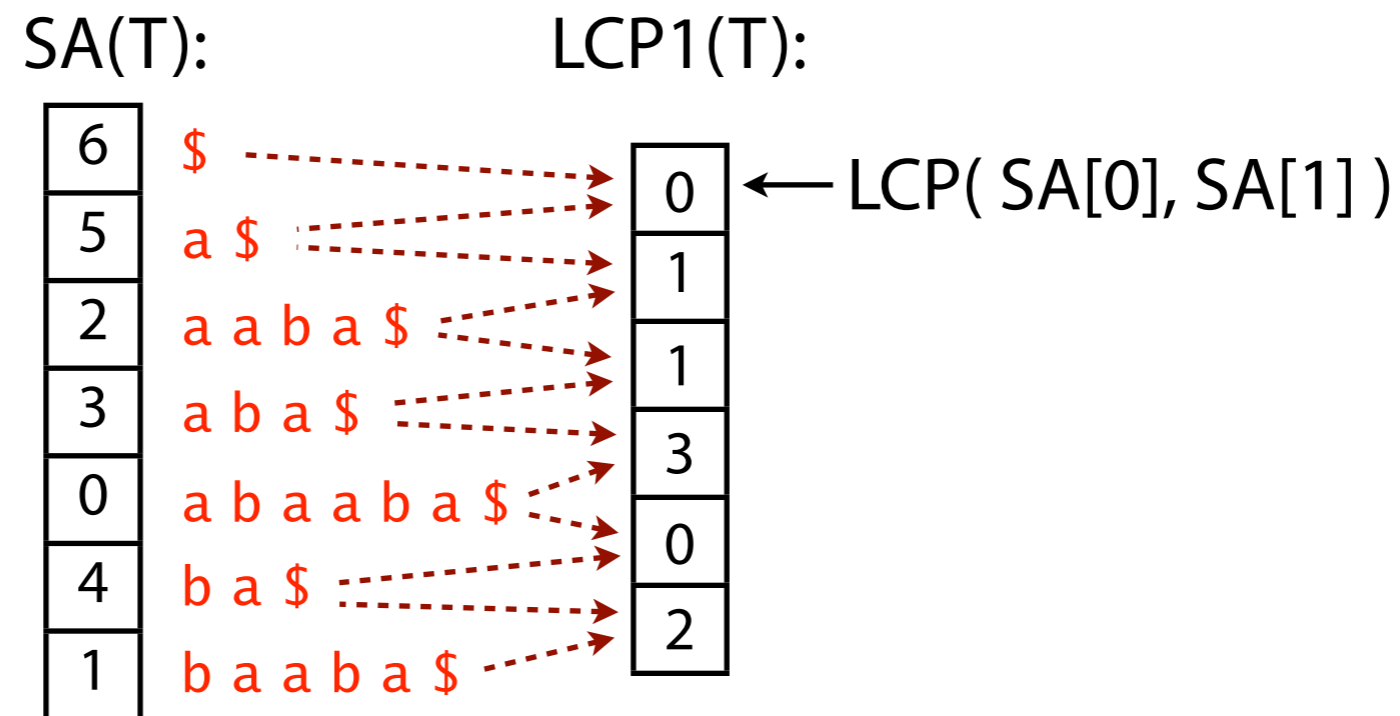 SA(T): LCP1(T):
6 $
0 LCP( SA[0], SA[1] )
5 a $
1
2 a a b a $
1
3 a b a $
3
0 a b a a b a $
0
4 b a $
2
1 b a a b a $